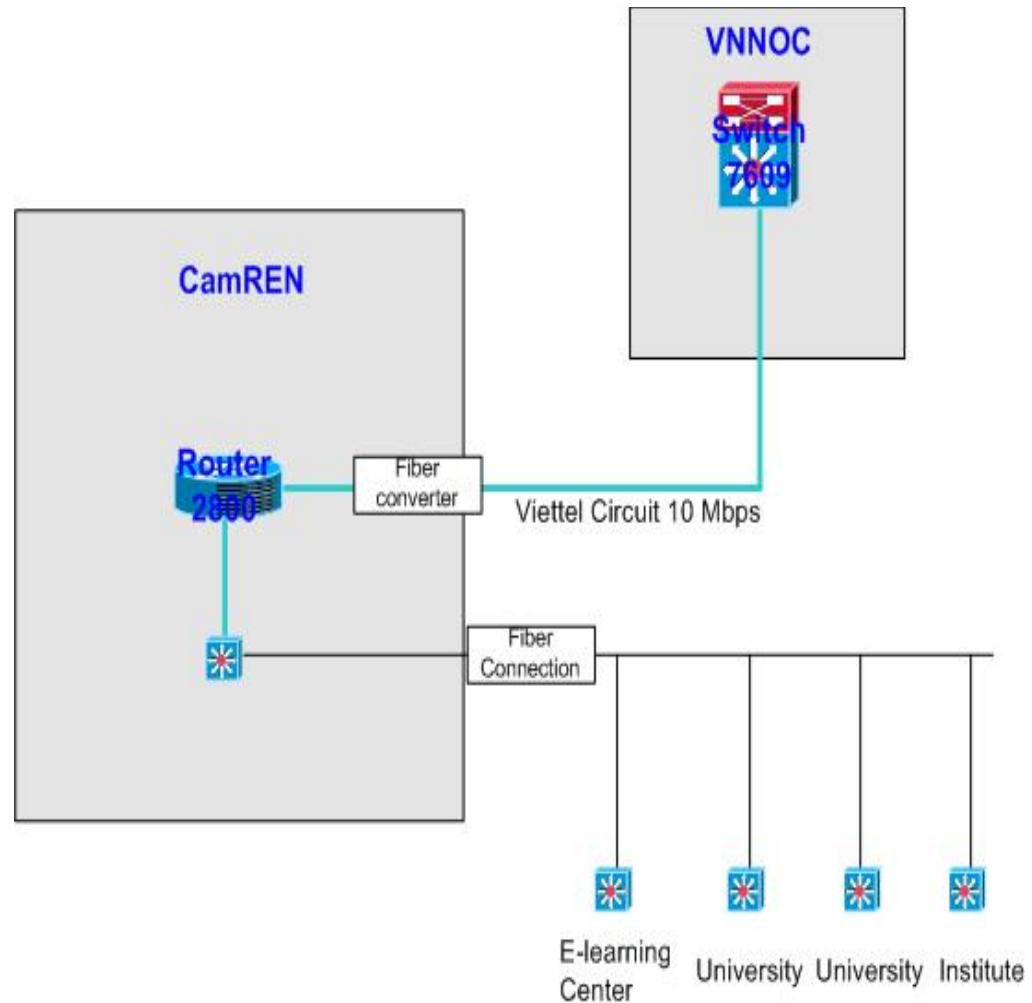 VNNOC
Switch
7609
CamREN
Router
2800
Fiber
converter
Viettel Circuit 10 Mbps
Fiber
Connection
E-learning
Center
University
University
Institute